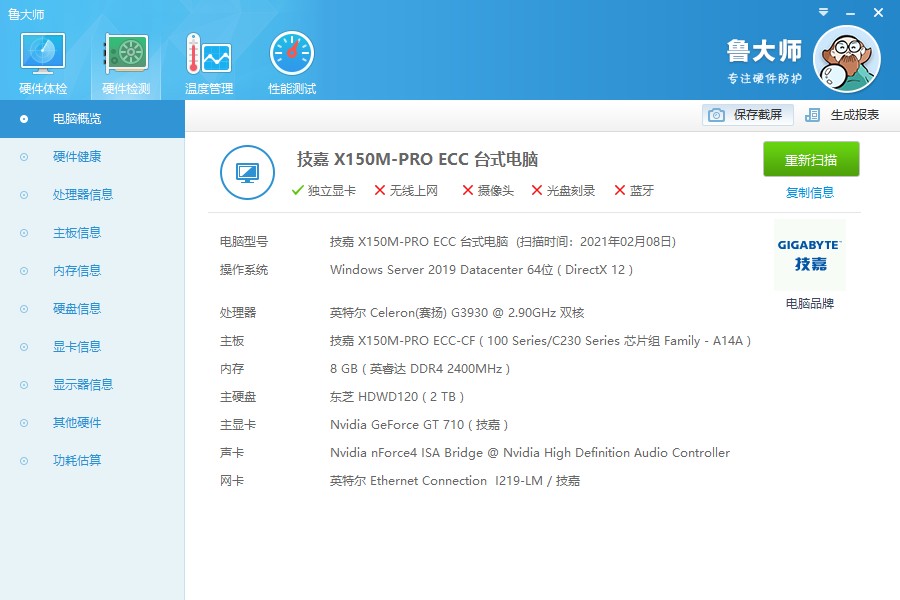 鲁大师
硬件体检 硬件检测 温度管理 性能测试
鲁大师
专注硬件防护
保存截屏 生成报表
电脑概览
硬件健康
处理器信息
主板信息
内存信息
硬盘信息
显卡信息
显示器信息
其他硬件
功耗估算
技嘉 X150M-PRO ECC 台式电脑
独立显卡 无线上网 摄像头 光盘刻录 蓝牙
重新扫描
复制信息
电脑型号 技嘉 X150M-PRO ECC 台式电脑 (扫描时间：2021年02月08日)
操作系统 Windows Server 2019 Datacenter 64位 ( DirectX 12 )
GIGABYTE
技嘉
电脑品牌
处理器 英特尔 Celeron(赛扬) G3930 @ 2.90GHz 双核
主板 技嘉 X150M-PRO ECC-CF ( 100 Series/C230 Series 芯片组 Family - A14A )
内存 8 GB ( 英睿达 DDR4 2400MHz )
主硬盘 东芝 HDWD120 ( 2 TB )
主显卡 Nvidia GeForce GT 710 ( 技嘉 )
声卡 Nvidia nForce4 ISA Bridge @ Nvidia High Definition Audio Controller
网卡 英特尔 Ethernet Connection I219-LM / 技嘉